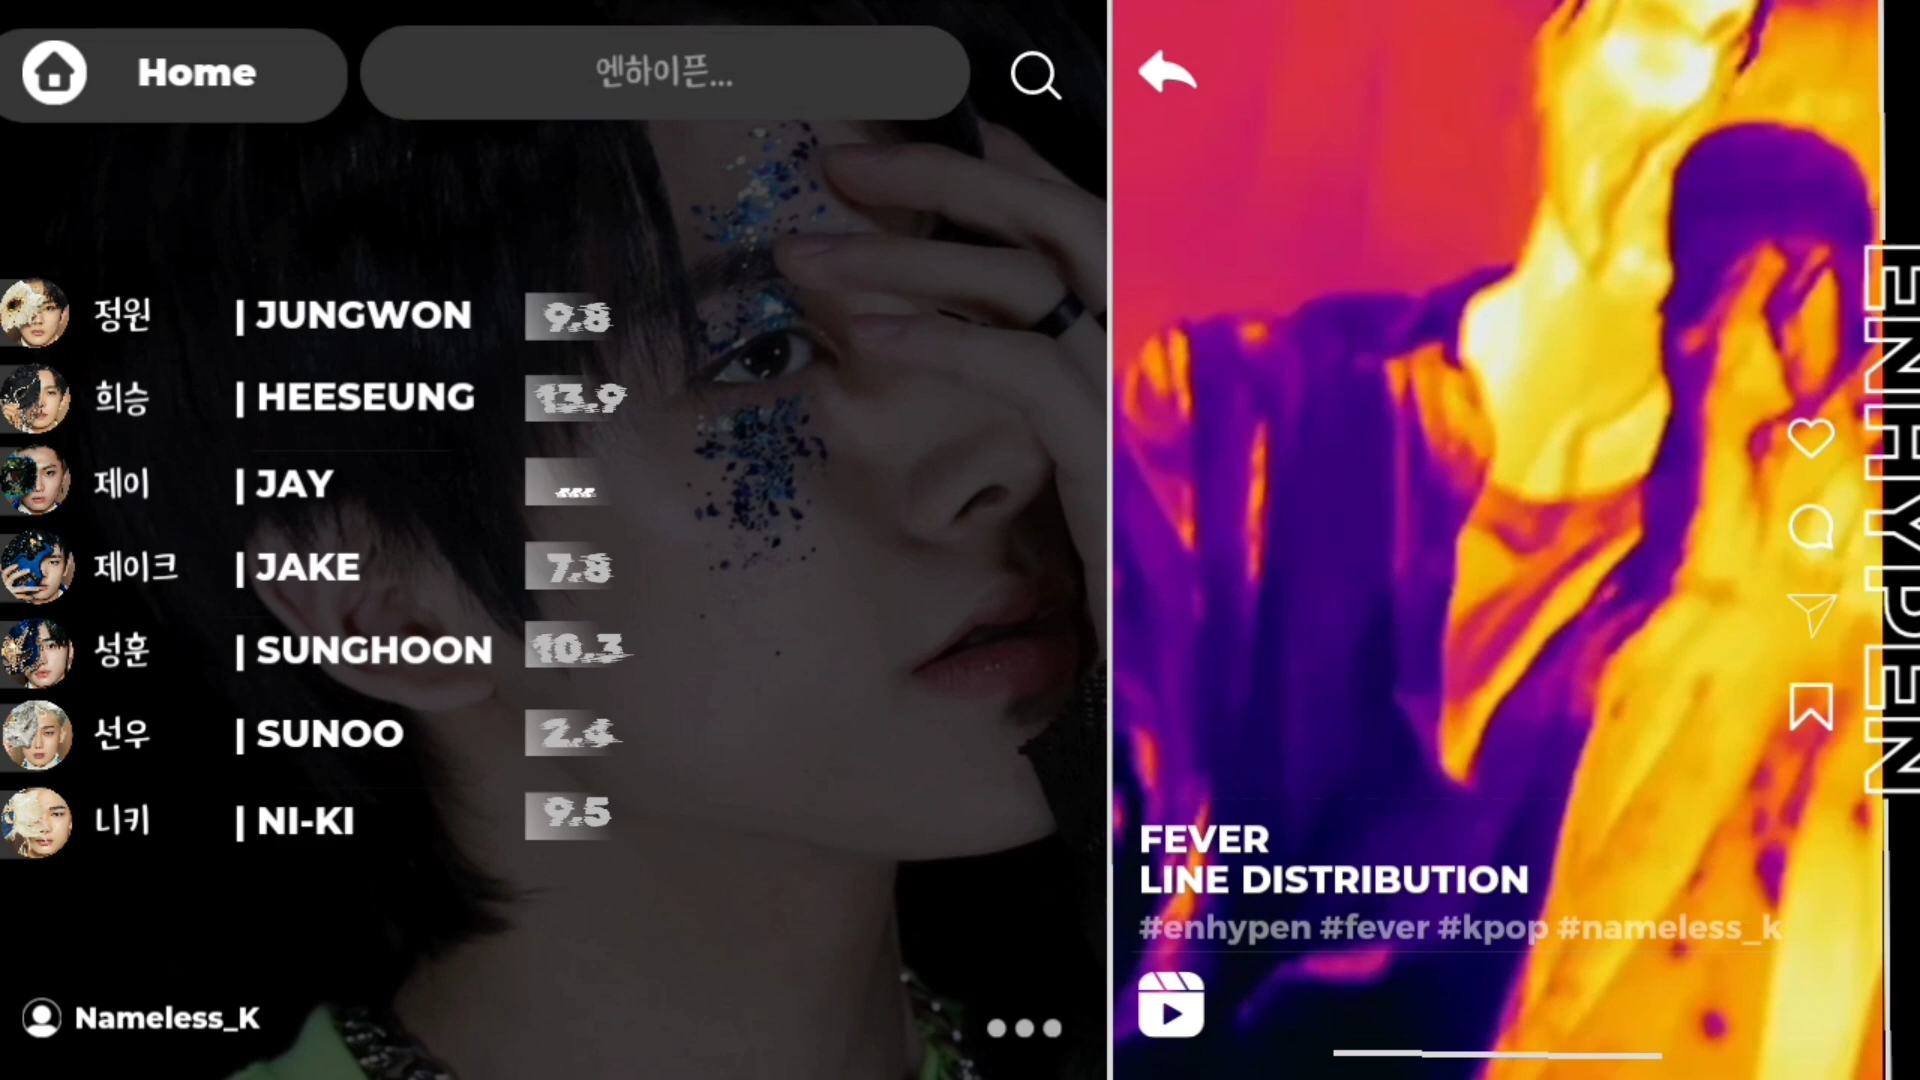 Home
엔하이픈...
정원 | JUNGWON 9.8
희승 | HEESEUNG 13.9
제이 | JAY ...
제이크 | JAKE 7.8
성훈 | SUNGHOON 10.3
선우 | SUNOO
니키 | NI-KI 9.5
Nameless_K
FEVER
LINE DISTRIBUTION
#enhypen #fever #kpop #nameless_k
ENHYPEN